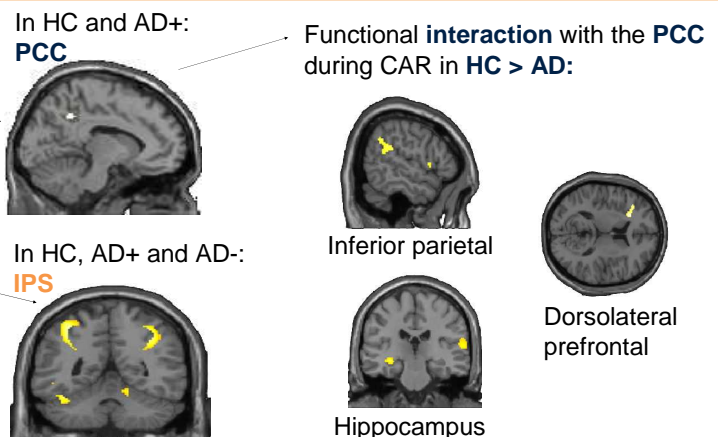 In HC and AD+:
PCC
Functional interaction with the PCC
during CAR in HC > AD:
Inferior parietal
In HC, AD+ and AD-:
IPS
Dorsolateral
prefrontal
Hippocampus